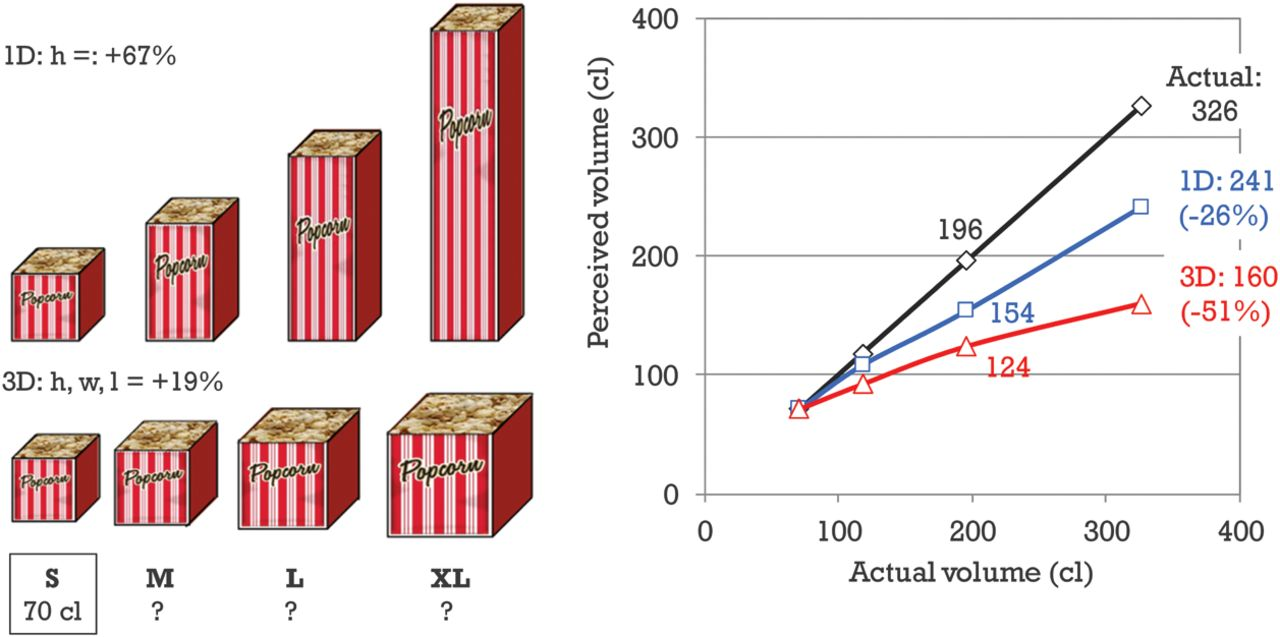 1D: h =: +67%
Popcorn
Popcorn
Popcorn
Popcorn
3D: h, w, l = +19%
Popcorn
Popcorn
Popcorn
Popcorn
S
70 cl
M
?
L
?
XL
?
Perceived volume (cl)
400
300
200
100
0
0
100
200
300
400
Actual volume (cl)
Actual:
326
1D: 241
(-26%)
3D: 160
(-51%)
196
154
124